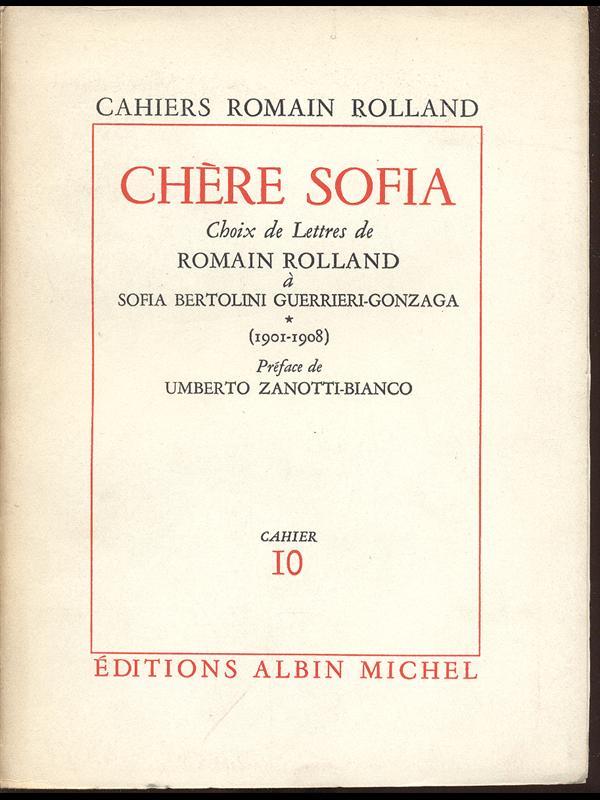 CAHIERS ROMAIN ROLLAND
CHÈRE SOFIA
Choix de Lettres de
ROMAIN ROLLAND
à
SOFIA BERTOLINI GUERRIERI-GONZAGA
★
(1901-1908)
Préface de
UMBERTO ZANOTTI-BIANCO
CAHIER
10
ÉDITIONS ALBIN MICHEL